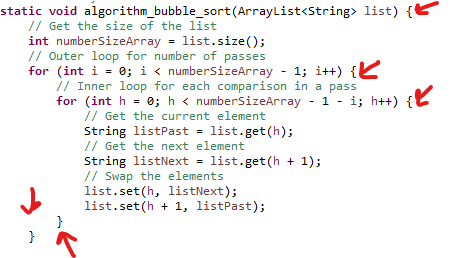 static void algorithm_bubble_sort(ArrayList<String> list) {
    // Get the size of the list
    int numberSizeArray = list.size();
    // Outer loop for number of passes
    for (int i = 0; i < numberSizeArray - 1; i++) {
        // Inner loop for each comparison in a pass
        for (int h = 0; h < numberSizeArray - 1 - i; h++) {
            // Get the current element
            String listPast = list.get(h);
            // Get the next element
            String listNext = list.get(h + 1);
            // Swap the elements
            list.set(h, listNext);
            list.set(h + 1, listPast);
        }
    }